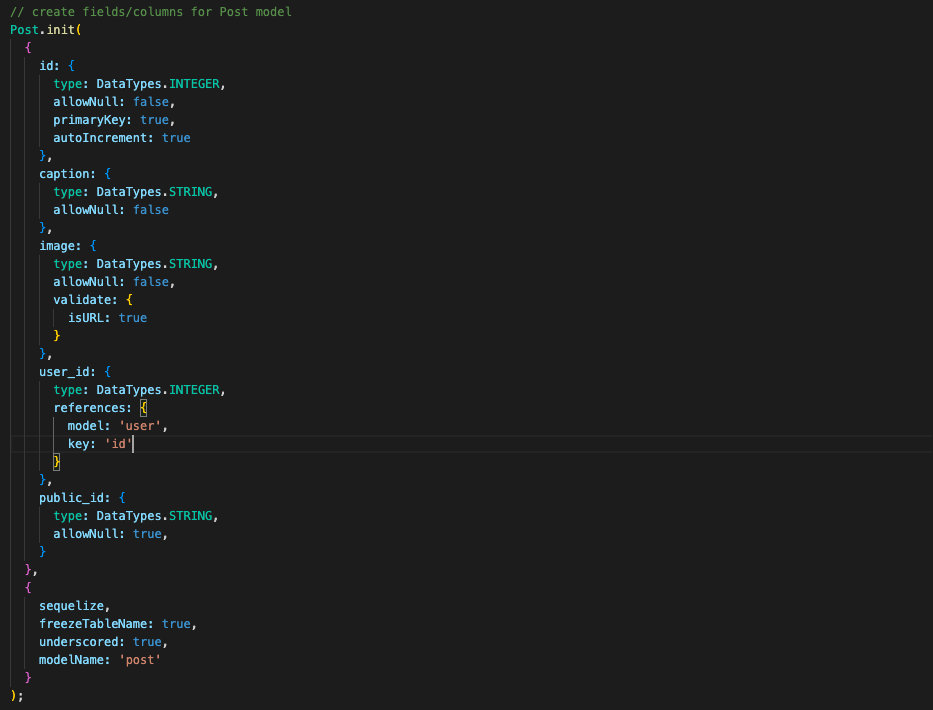 // create fields/columns for Post model
Post.init(
  {
    id: {
      type: DataTypes.INTEGER,
      allowNull: false,
      primaryKey: true,
      autoIncrement: true
    },
    caption: {
      type: DataTypes.STRING,
      allowNull: false
    },
    image: {
      type: DataTypes.STRING,
      allowNull: false,
      validate: {
        isURL: true
      }
    },
    user_id: {
      type: DataTypes.INTEGER,
      references: {
        model: 'user',
        key: 'id'
      }
    },
    public_id: {
      type: DataTypes.STRING,
      allowNull: true,
    }
  },
  {
    sequelize,
    freezeTableName: true,
    underscored: true,
    modelName: 'post'
  }
);